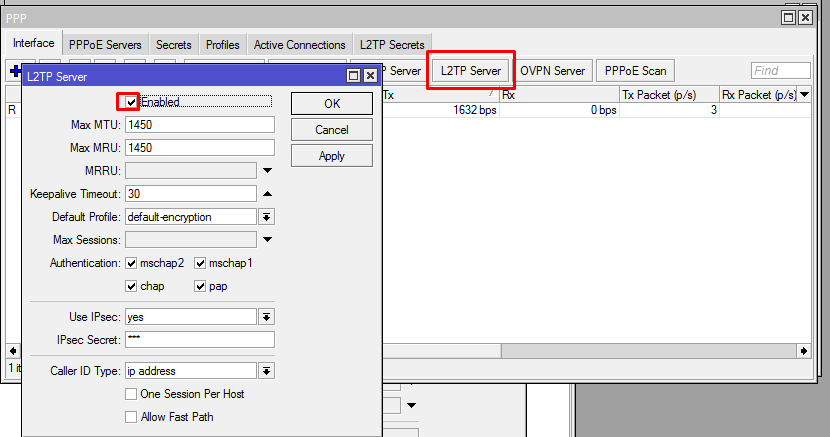 PPP
Interface PPPoE Servers Secrets Profiles Active Connections L2TP Secrets
Server L2TP Server OVPN Server PPPoE Scan Find
Tx Rx Tx Packet (p/s) Rx Packet (p/s)
R 1632 bps 0 bps 3
L2TP Server
Enabled OK
Max MTU: 1450 Cancel
Max MRU: 1450 Apply
MRRU:
Keepalive Timeout: 30
Default Profile: default-encryption
Max Sessions:
Authentication: mschap2 mschap1
chap pap
Use IPsec: yes
IPsec Secret: ***
Caller ID Type: ip address
One Session Per Host
Allow Fast Path